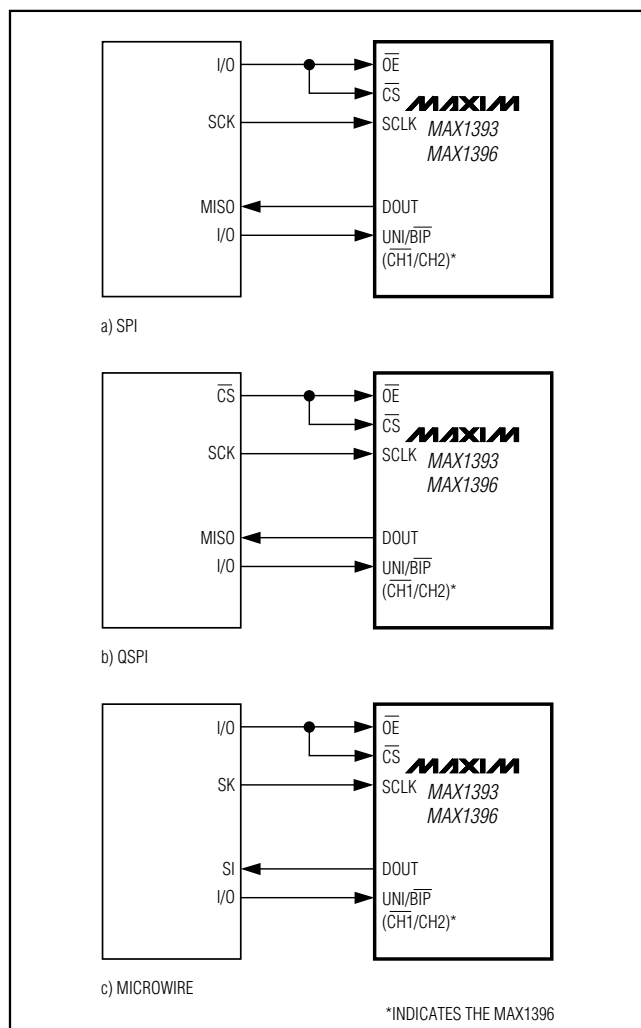 I/O OE
CS
MAXIM
SCK SCLK MAX1393
MAX1396
MISO DOUT
I/O UNI/BIP
(CH1/CH2)*
a) SPI
CS OE
CS
MAXIM
SCK SCLK MAX1393
MAX1396
MISO DOUT
I/O UNI/BIP
(CH1/CH2)*
b) QSPI
I/O OE
CS
MAXIM
SK SCLK MAX1393
MAX1396
SI DOUT
I/O UNI/BIP
(CH1/CH2)*
c) MICROWIRE
*INDICATES THE MAX1396